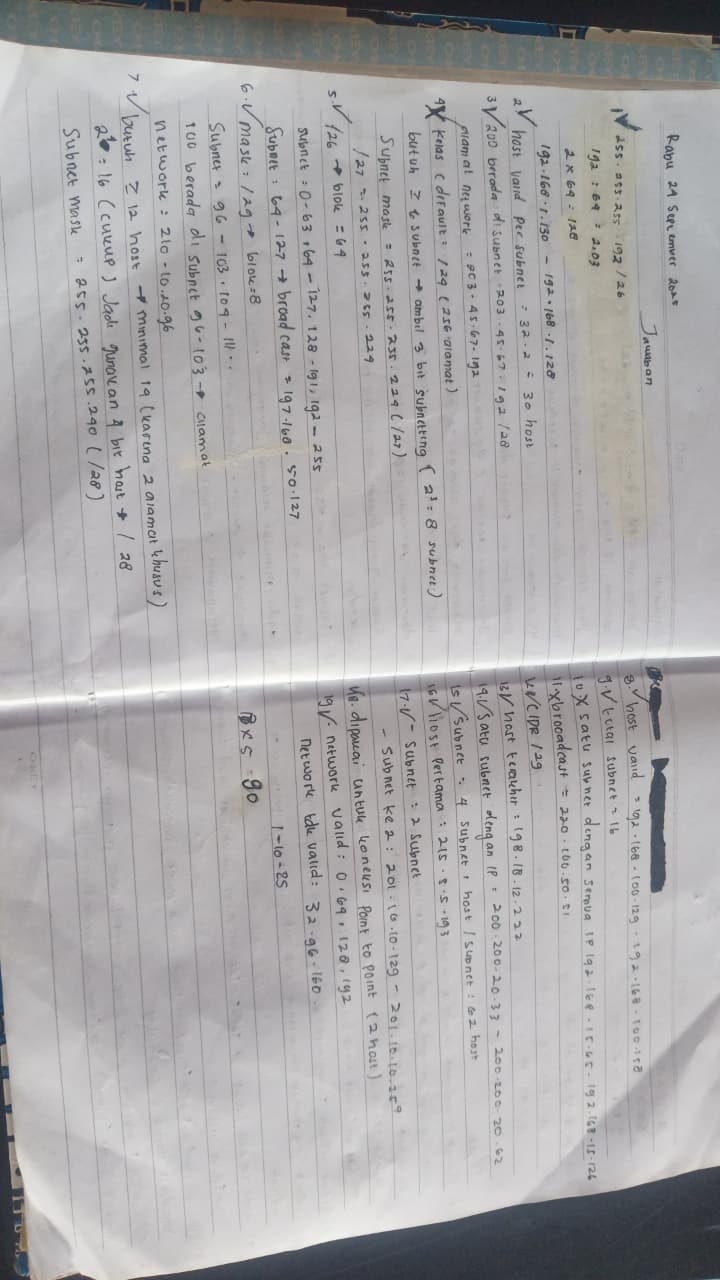 Rabu 24 September 2025
Jawaban
1 255.255.255.192/26
192 : 64 = 2.03
2 x 64 = 128
192.168.1.130 - 192.168.1.128
2 host valid per subnet = 32.2 = 30 host
3 200 berada di subnet 203.45.67.192/28
alamat network = 203.45.67.192
4 X Kelas C default = /24 (256 alamat)
butuh ≥ 6 subnet → ambil 3 bit subnetting (2³ = 8 subnet)
Subnet mask = 255.255.255.224 (/27)
/27 = 255.255.255.224
5. √ /26 → blok = 64
subnet = 0-63, 64-127, 128-191, 192-255
Subnet = 64-127 → broad cast = 197.168.50.127
6. √ mask = /29 → blok = 8
Subnet = 96-103, 104-111...
100 berada di subnet 96-103 → alamat
network = 210.10.20.96
7 √ butuh ≥ 12 host → minimal 14 (karena 2 alamat khusus)
2⁴ = 16 (cukup) Jadi gunakan 4 bit host → /28
Subnet mask = 255.255.255.240 (/28)
8. √ host valid = 192.168.100.129 - 192.168.100.158
9. √ total subnet = 16
10 X satu subnet dengan semua IP 192.168.15.65 - 192.168.15.126
11 X brooadcast = 220.100.50.51
√ CIDR /29
13 √ host terakhir = 198.18.12.222
14. √ Satu subnet dengan IP = 200.200.20.33 - 200.200.20.62
15 √ Subnet = 4 subnet, host / subnet = 62 host
16 √ host pertama = 215.5.5.193
17. √ - Subnet = 2 subnet
- Subnet ke 2 : 201.10.10.129 - 201.10.10.254
18. dipakai untuk koneksi point to point (2 host)
19 √ - network valid : 0, 64, 128, 192
network tdk valid : 32.96.160.
18 x 5 = 90
1-10-25